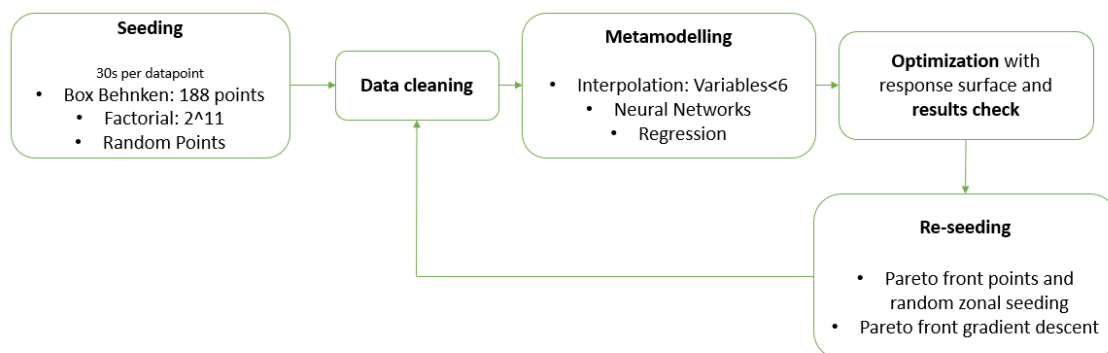 Seeding
30s per datapoint
• Box Behnken: 188 points
• Factorial: 2^11
• Random Points
Data cleaning
Metamodelling
• Interpolation: Variables<6
• Neural Networks
• Regression
Optimization with
response surface and
results check
Re-seeding
• Pareto front points and
random zonal seeding
• Pareto front gradient descent